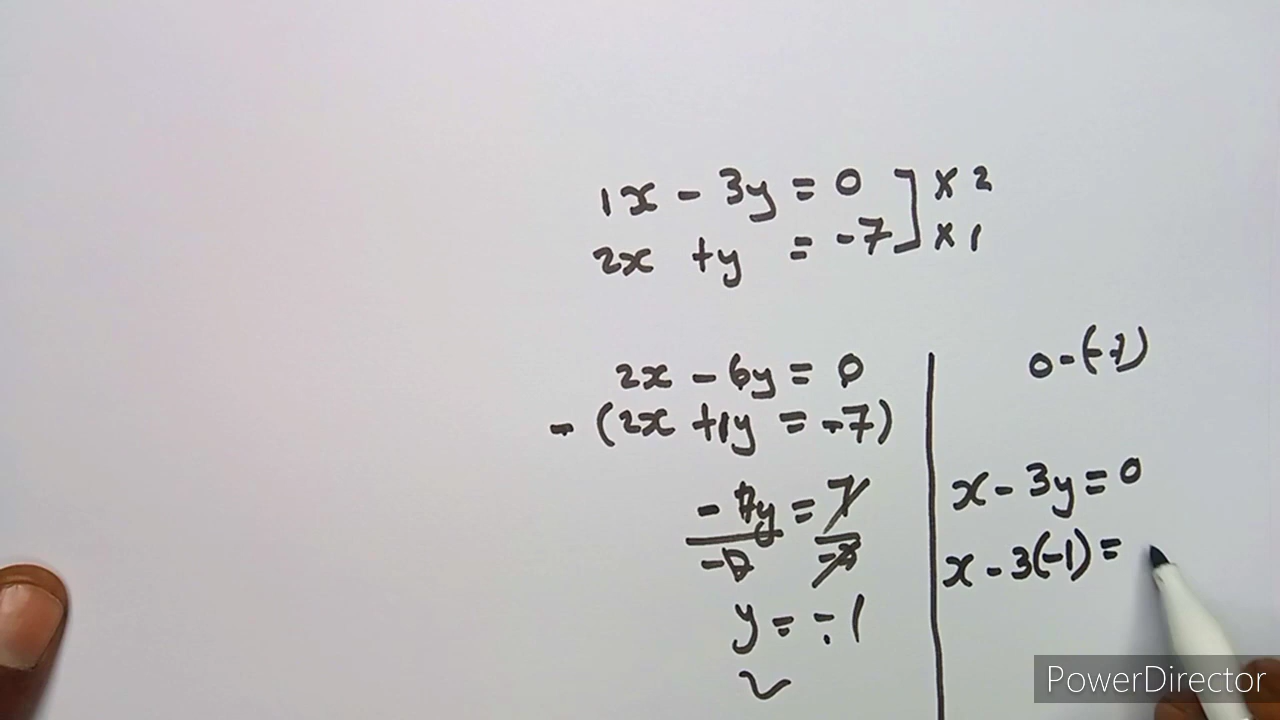 1x - 3y = 0 ] x 2
2x + y = -7 ] x 1
2x - 6y = 0
- (2x + 1y = -7)
-7y = 7
-7 -7
y = -1
0 - (-7)
x - 3y = 0
x - 3(-1) =
PowerDirector